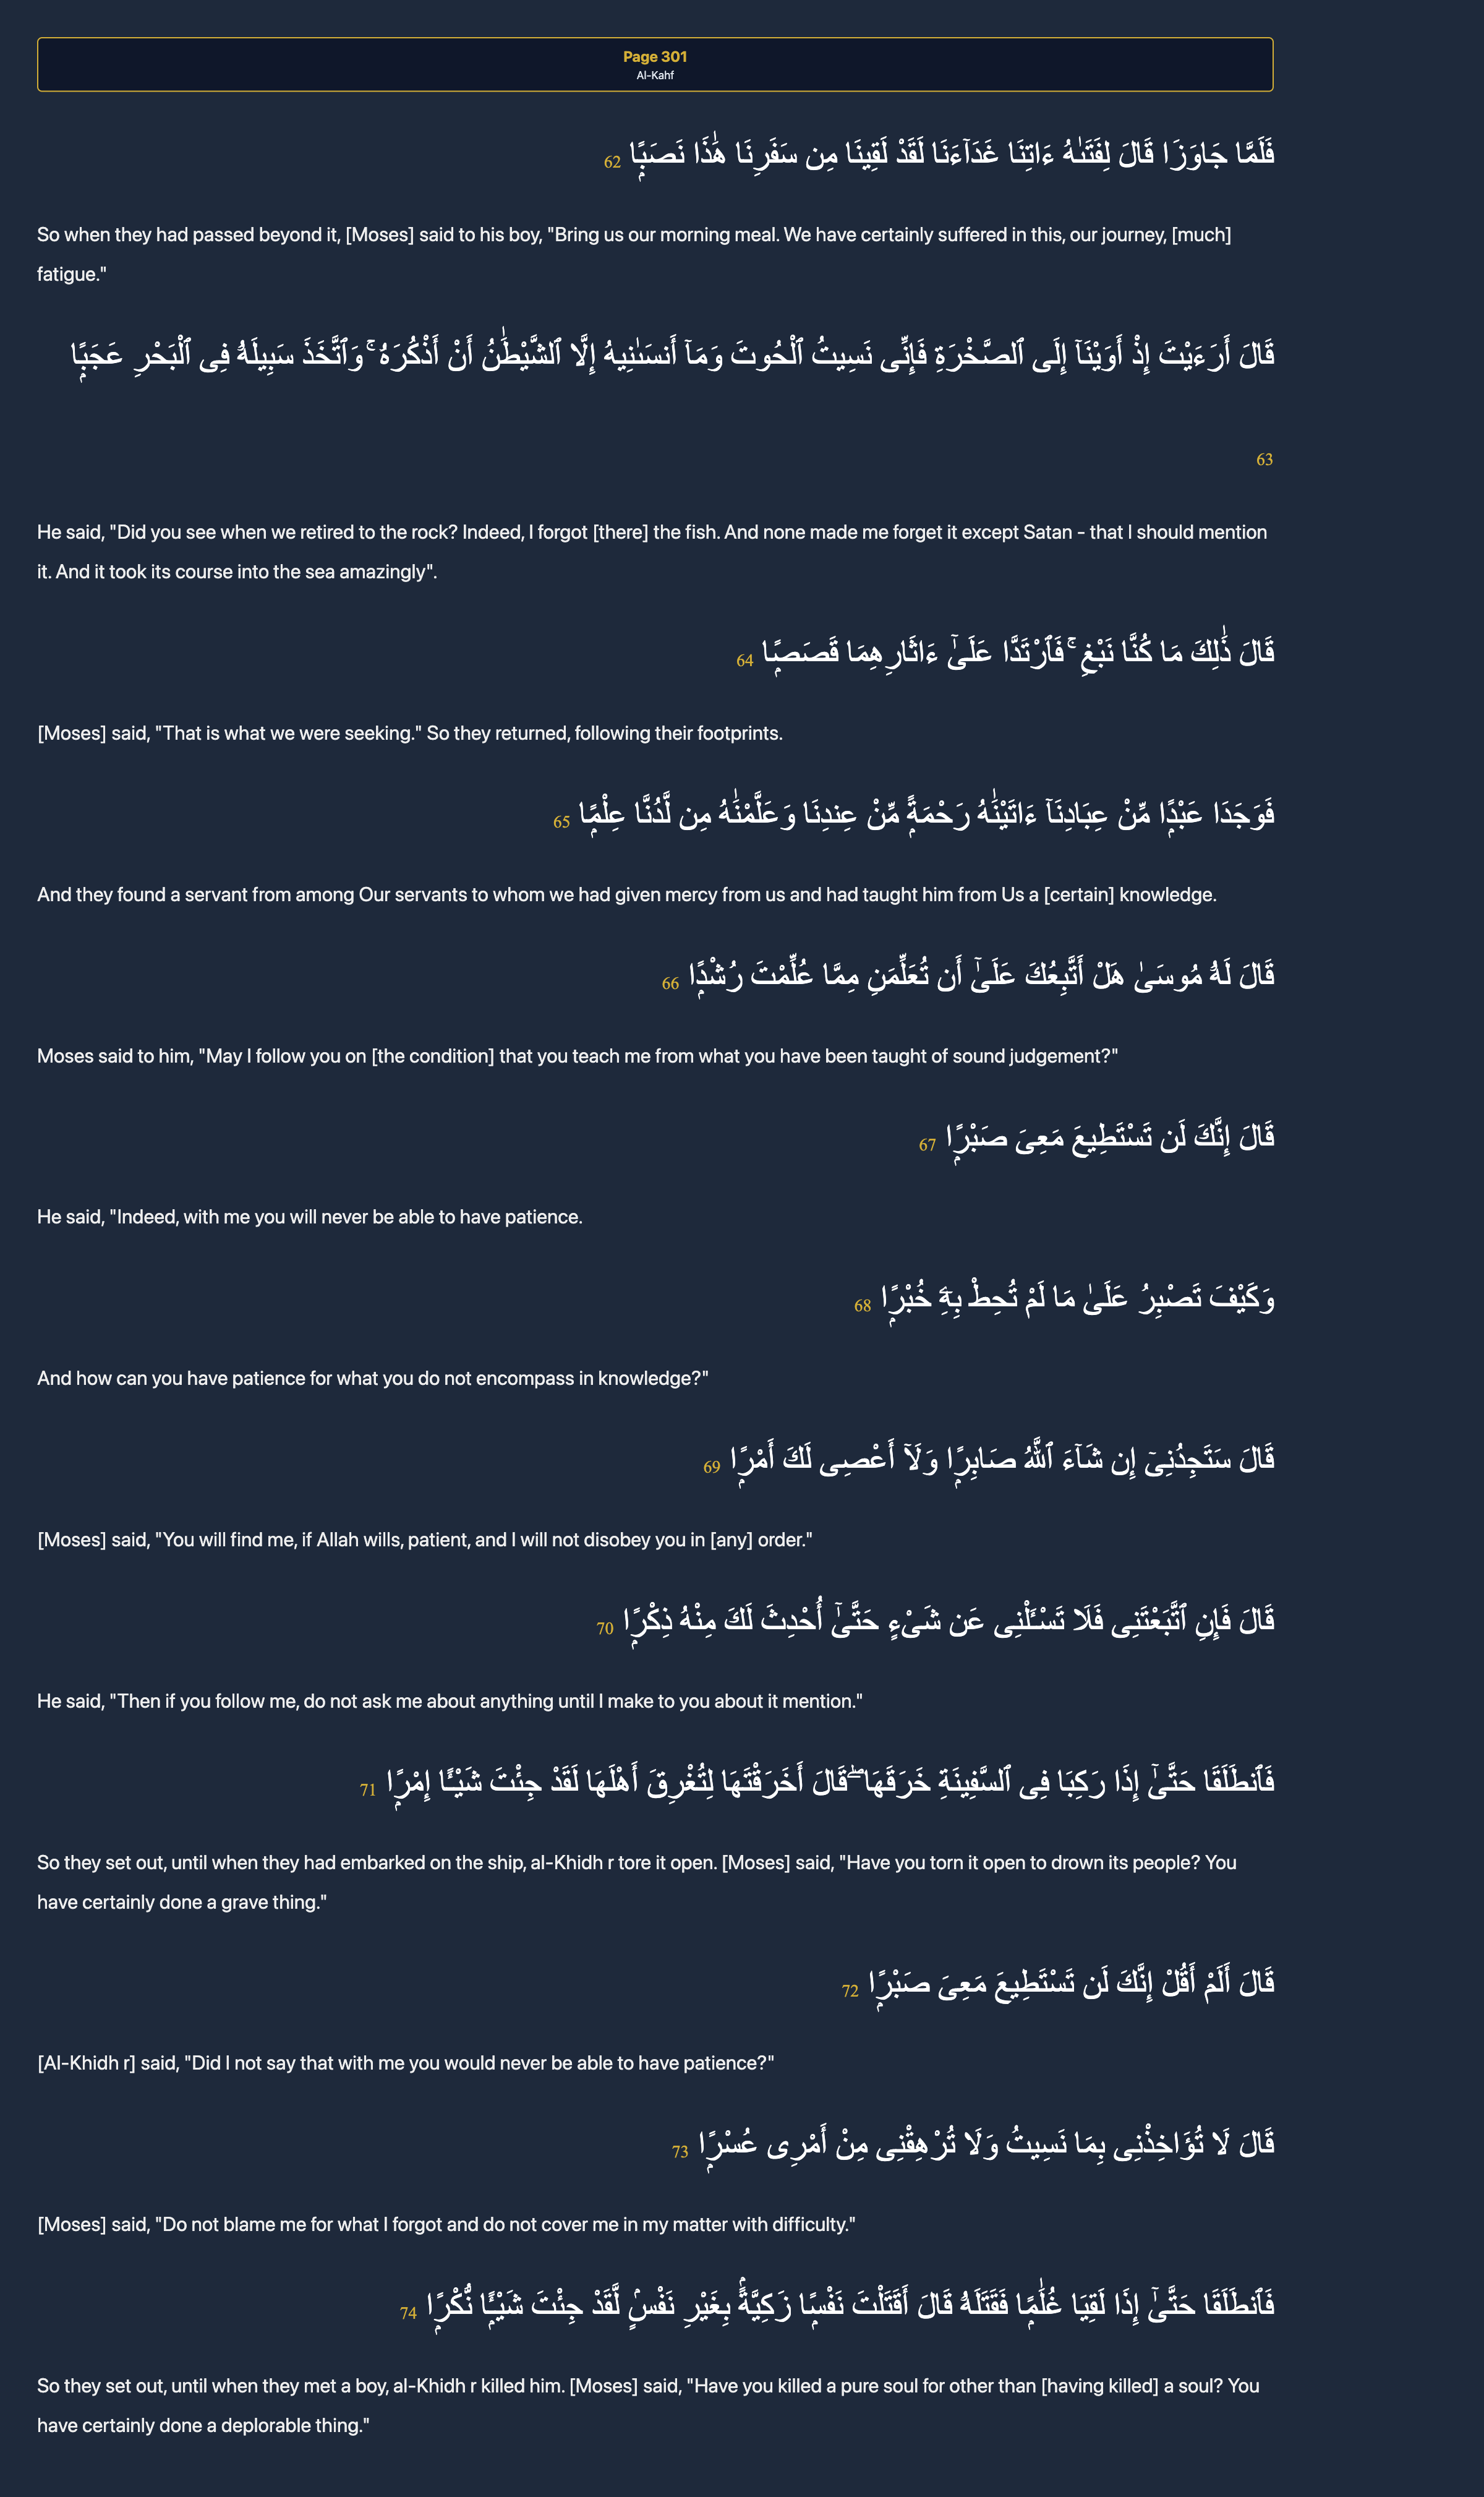 Page 301
Al-Kahf
فَلَمَّا جَاوَزَا قَالَ لِفَتَىٰهُ ءَاتِنَا غَدَآءَنَا لَقَدْ لَقِينَا مِن سَفَرِنَا هَٰذَا نَصَبًۭا 62
So when they had passed beyond it, [Moses] said to his boy, "Bring us our morning meal. We have certainly suffered in this, our journey, [much]
fatigue."
قَالَ أَرَءَيْتَ إِذْ أَوَيْنَآ إِلَى ٱلصَّخْرَةِ فَإِنِّى نَسِيتُ ٱلْحُوتَ وَمَآ أَنسَىٰنِيهُ إِلَّا ٱلشَّيْطَٰنُ أَنْ أَذْكُرَهُۥ ۚ وَٱتَّخَذَ سَبِيلَهُۥ فِى ٱلْبَحْرِ عَجَبًۭا
63
He said, "Did you see when we retired to the rock? Indeed, I forgot [there] the fish. And none made me forget it except Satan - that I should mention
it. And it took its course into the sea amazingly".
قَالَ ذَٰلِكَ مَا كُنَّا نَبْغِ ۚ فَٱرْتَدَّا عَلَىٰٓ ءَاثَارِهِمَا قَصَصًۭا 64
[Moses] said, "That is what we were seeking." So they returned, following their footprints.
فَوَجَدَا عَبْدًۭا مِّنْ عِبَادِنَآ ءَاتَيْنَٰهُ رَحْمَةًۭ مِّنْ عِندِنَا وَعَلَّمْنَٰهُ مِن لَّدُنَّا عِلْمًۭا 65
And they found a servant from among Our servants to whom we had given mercy from us and had taught him from Us a [certain] knowledge.
قَالَ لَهُۥ مُوسَىٰ هَلْ أَتَّبِعُكَ عَلَىٰٓ أَن تُعَلِّمَنِ مِمَّا عُلِّمْتَ رُشْدًۭا 66
Moses said to him, "May I follow you on [the condition] that you teach me from what you have been taught of sound judgement?"
قَالَ إِنَّكَ لَن تَسْتَطِيعَ مَعِىَ صَبْرًۭا 67
He said, "Indeed, with me you will never be able to have patience.
وَكَيْفَ تَصْبِرُ عَلَىٰ مَا لَمْ تُحِطْ بِهِۦ خُبْرًۭا 68
And how can you have patience for what you do not encompass in knowledge?"
قَالَ سَتَجِدُنِىٓ إِن شَآءَ ٱللَّهُ صَابِرًۭا وَلَآ أَعْصِى لَكَ أَمْرًۭا 69
[Moses] said, "You will find me, if Allah wills, patient, and I will not disobey you in [any] order."
قَالَ فَإِنِ ٱتَّبَعْتَنِى فَلَا تَسْـَٔلْنِى عَن شَىْءٍ حَتَّىٰٓ أُحْدِثَ لَكَ مِنْهُ ذِكْرًۭا 70
He said, "Then if you follow me, do not ask me about anything until I make to you about it mention."
فَٱنطَلَقَا حَتَّىٰٓ إِذَا رَكِبَا فِى ٱلسَّفِينَةِ خَرَقَهَا ۖ قَالَ أَخَرَقْتَهَا لِتُغْرِقَ أَهْلَهَا لَقَدْ جِئْتَ شَيْـًٔا إِمْرًۭا 71
So they set out, until when they had embarked on the ship, al-Khidh r tore it open. [Moses] said, "Have you torn it open to drown its people? You
have certainly done a grave thing."
قَالَ أَلَمْ أَقُلْ إِنَّكَ لَن تَسْتَطِيعَ مَعِىَ صَبْرًۭا 72
[Al-Khidh r] said, "Did I not say that with me you would never be able to have patience?"
قَالَ لَا تُؤَاخِذْنِى بِمَا نَسِيتُ وَلَا تُرْهِقْنِى مِنْ أَمْرِى عُسْرًۭا 73
[Moses] said, "Do not blame me for what I forgot and do not cover me in my matter with difficulty."
فَٱنطَلَقَا حَتَّىٰٓ إِذَا لَقِيَا غُلَٰمًۭا فَقَتَلَهُۥ قَالَ أَقَتَلْتَ نَفْسًۭا زَكِيَّةًۢ بِغَيْرِ نَفْسٍۢ لَّقَدْ جِئْتَ شَيْـًۭٔا نُّكْرًۭا 74
So they set out, until when they met a boy, al-Khidh r killed him. [Moses] said, "Have you killed a pure soul for other than [having killed] a soul? You
have certainly done a deplorable thing."